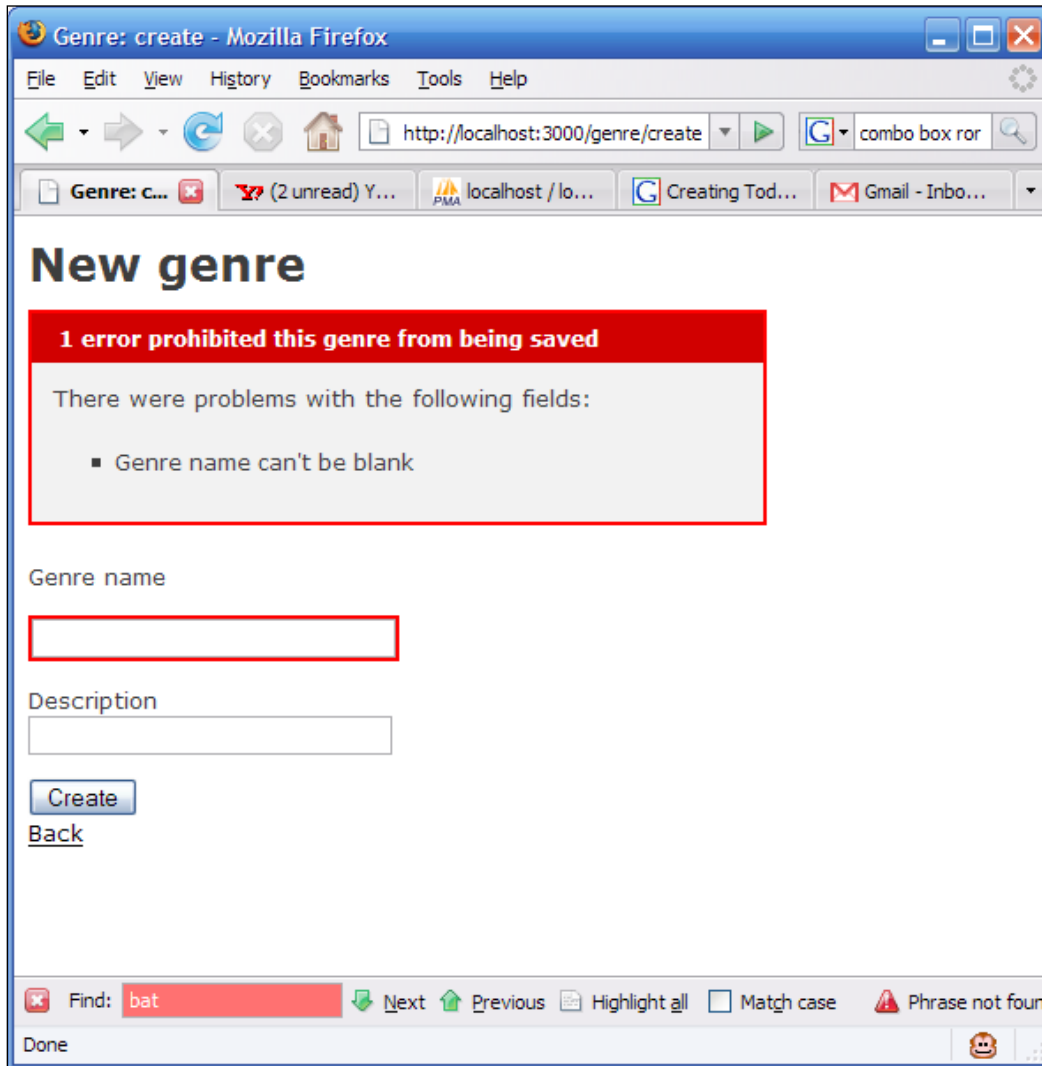 Genre: create - Mozilla Firefox
File Edit View History Bookmarks Tools Help
http://localhost:3000/genre/create G combo box ror
Genre: c... (2 unread) Y... PMA localhost / lo... G Creating Tod... Gmail - Inbo...
New genre
1 error prohibited this genre from being saved
There were problems with the following fields:
Genre name can't be blank
Genre name
Description
Create
Back
Find: bat Next Previous Highlight all Match case Phrase not foun
Done